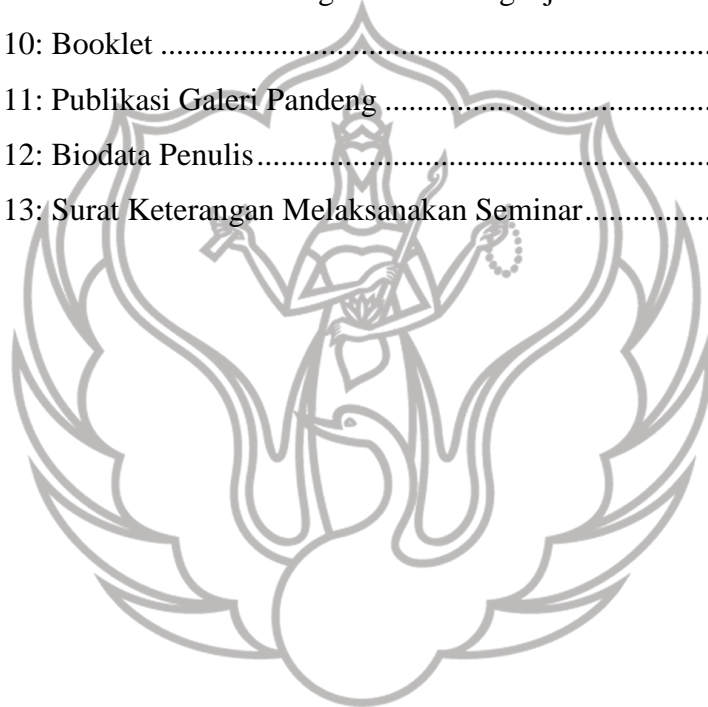 10: Booklet ......................................................................
11: Publikasi Galeri Pandeng .........................................
12: Biodata Penulis .........................................................
13: Surat Keterangan Melaksanakan Seminar ................